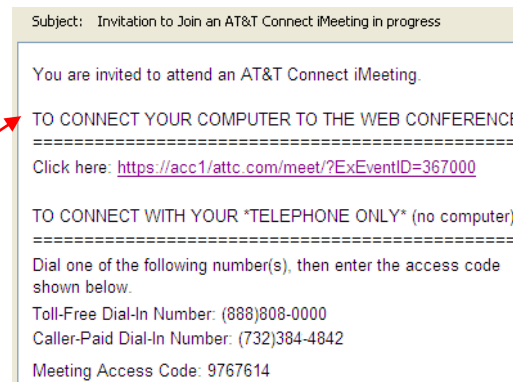 Subject: Invitation to Join an AT&T Connect iMeeting in progress
You are invited to attend an AT&T Connect iMeeting.
TO CONNECT YOUR COMPUTER TO THE WEB CONFERENCE
==================================================
Click here: https://acc1/attc.com/meet/?ExEventID=367000
TO CONNECT WITH YOUR *TELEPHONE ONLY* (no computer)
==================================================
Dial one of the following number(s), then enter the access code
shown below.
Toll-Free Dial-In Number: (888)808-0000
Caller-Paid Dial-In Number: (732)384-4842
Meeting Access Code: 9767614